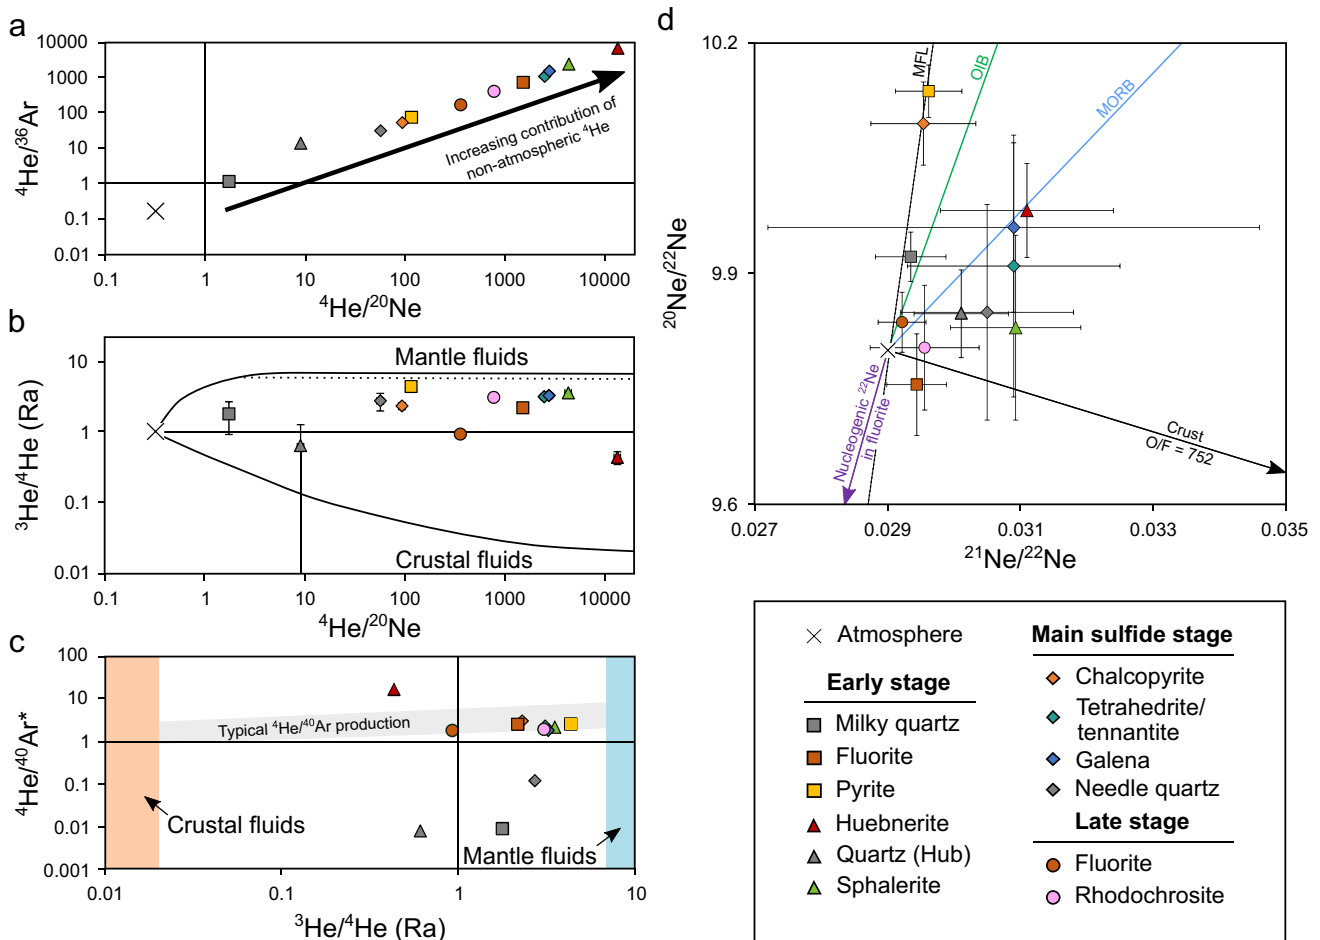 a
10000
1000
100
10
1
0.1
0.01
⁴He/³⁶Ar
Increasing contribution of
non-atmospheric ⁴He
0.1
1
10
100
1000
10000
⁴He/²⁰Ne
b
10
1
0.1
0.01
³He/⁴He (Ra)
Mantle fluids
Crustal fluids
0.1
1
10
100
1000
10000
⁴He/²⁰Ne
c
100
10
1
0.1
0.01
0.001
⁴He/⁴⁰Ar*
Typical ⁴He/⁴⁰Ar production
Crustal fluids
Mantle fluids
0.01
0.1
1
10
³He/⁴He (Ra)
d
10.2
9.9
9.6
²⁰Ne/²²Ne
MFL
OIB
MORB
Nucleogenic ²²Ne
in fluorite
Crust
O/F = 752
0.027
0.029
0.031
0.033
0.035
²¹Ne/²²Ne
Atmosphere
Early stage
Milky quartz
Fluorite
Pyrite
Huebnerite
Quartz (Hub)
Sphalerite
Main sulfide stage
Chalcopyrite
Tetrahedrite/
tennantite
Galena
Needle quartz
Late stage
Fluorite
Rhodochrosite